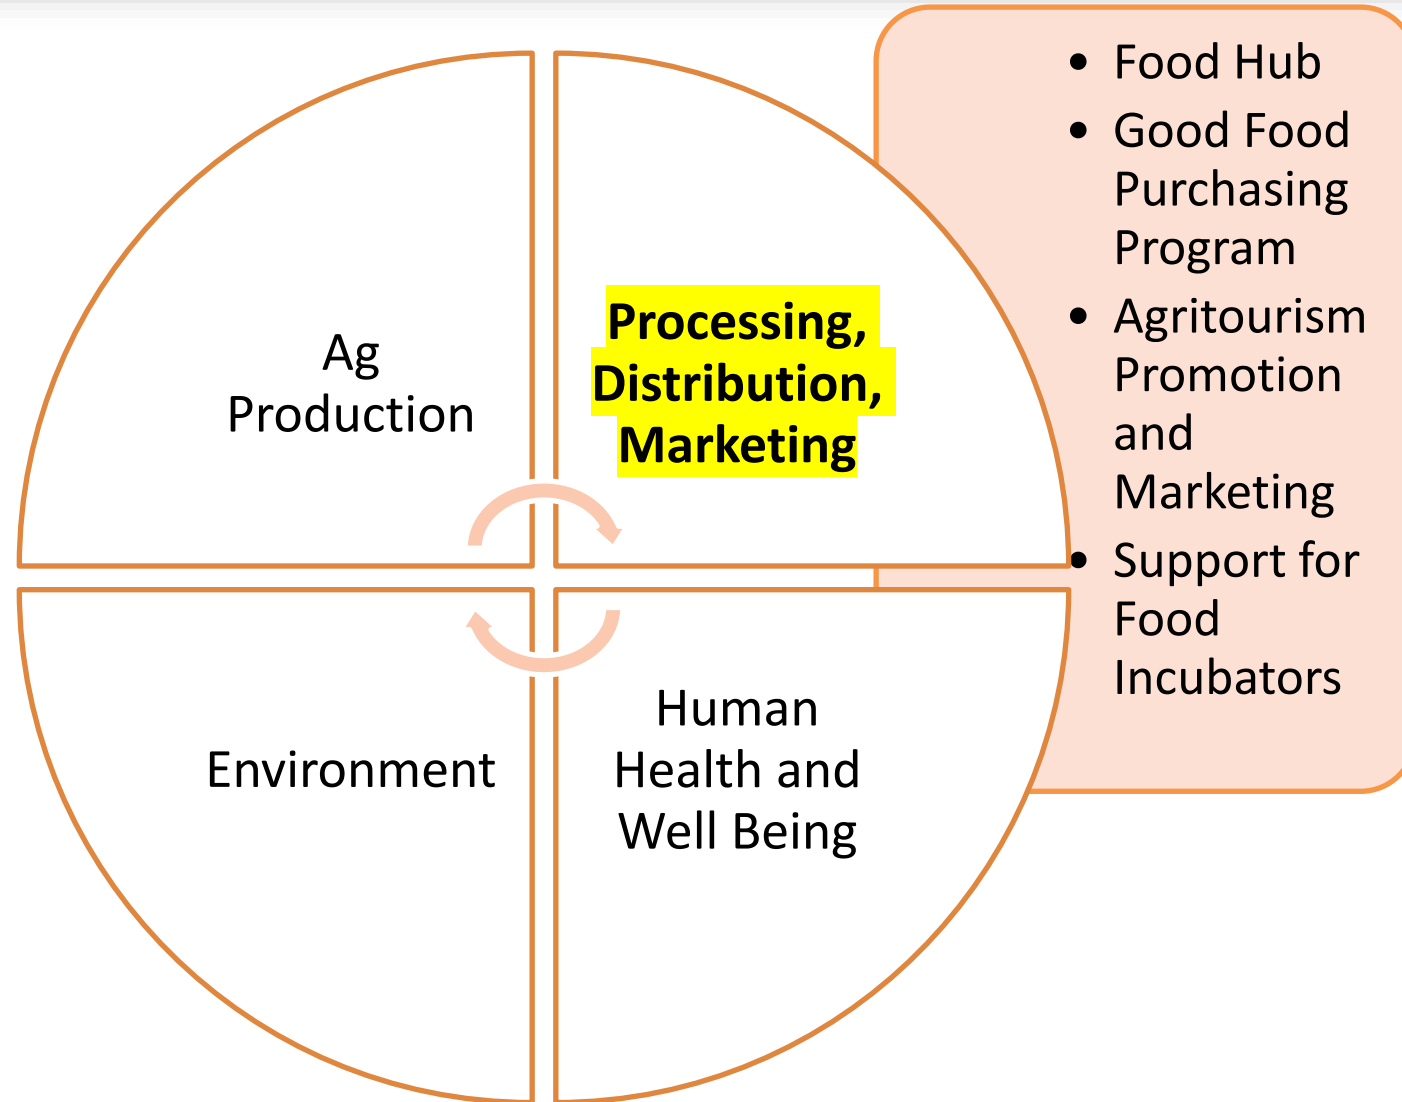 Ag
Production
Processing,
Distribution,
Marketing
Environment
Human
Health and
Well Being
• Food Hub
• Good Food
Purchasing
Program
• Agritourism
Promotion
and
Marketing
• Support for
Food
Incubators